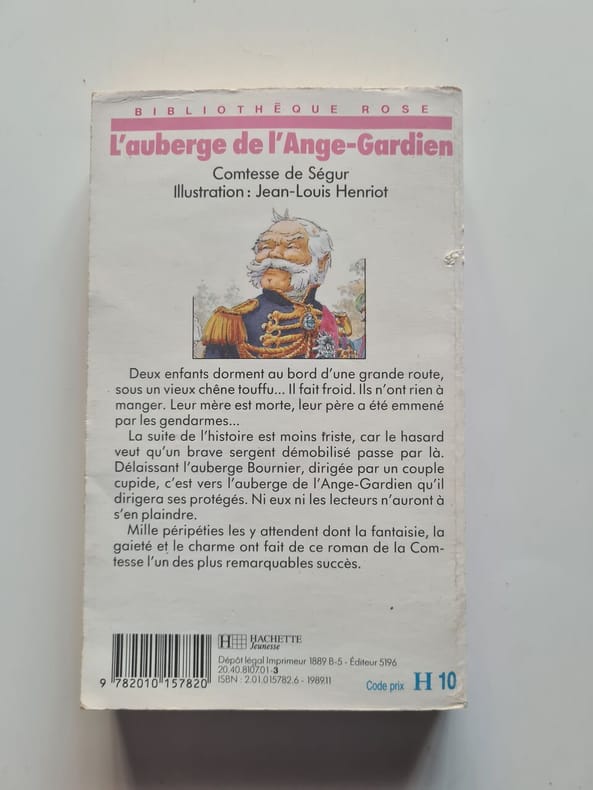 BIBLIOTHÈQUE ROSE
L'auberge de l'Ange-Gardien
Comtesse de Ségur
Illustration : Jean-Louis Henriot
Deux enfants dorment au bord d'une grande route,
sous un vieux chêne touffu... Il fait froid. Ils n'ont rien à
manger. Leur mère est morte, leur père a été emmené
par les gendarmes...
La suite de l'histoire est moins triste, car le hasard
veut qu'un brave sergent démobilisé passe par là.
Délaissant l'auberge Bournier, dirigée par un couple
cupide, c'est vers l'auberge de l'Ange-Gardien qu'il
dirigera ses protégés. Ni eux ni les lecteurs n'auront à
s'en plaindre.
Mille péripéties les y attendent dont la fantaisie, la
gaieté et le charme ont fait de ce roman de la Com-
tesse l'un des plus remarquables succès.
HACHETTE
Jeunesse
Dépôt légal Imprimeur 1889 B-5 - Éditeur 5196
20.40.8107.01-3
ISBN : 2.01.015782.6 - 1989.11
9 782010 157820
Code prix H 10